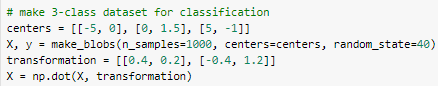 # make 3-class dataset for classification
centers = [[-5, 0], [0, 1.5], [5, -1]]
X, y = make_blobs(n_samples=1000, centers=centers, random_state=40)
transformation = [[0.4, 0.2], [-0.4, 1.2]]
X = np.dot(X, transformation)